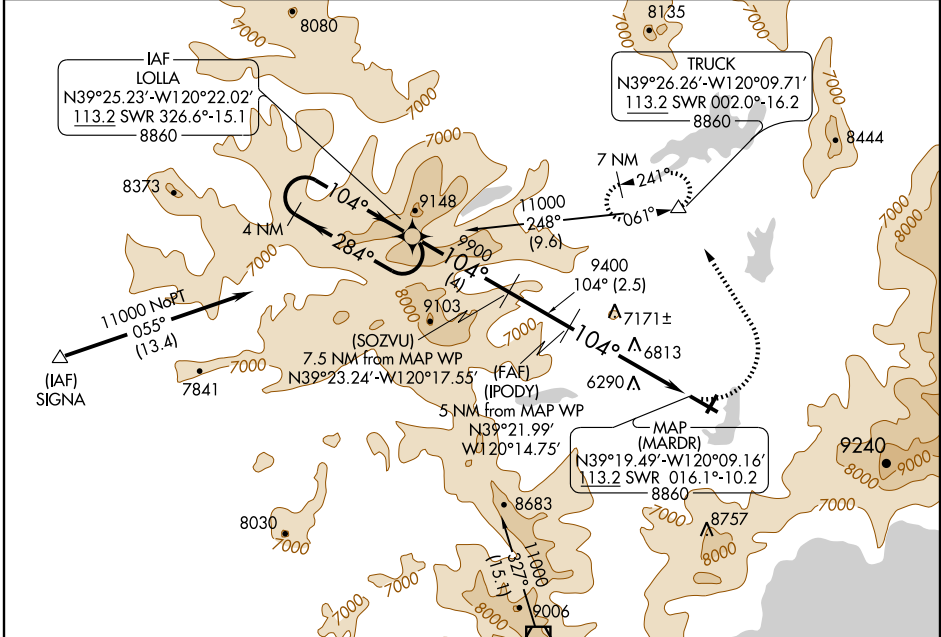 8080
7000
8135
7000
IAF
LOLLA
N39°25.23'-W120°22.02'
113.2 SWR 326.6°-15.1
8860
TRUCK
N39°26.26'-W120°09.71'
113.2 SWR 002.0°-16.2
8860
7000
7000
7000
8444
8373
7 NM
241°
061°
104°
9148
11000
248°
(9.6)
7000
8000
4 NM
284°
7000
9900
104°
(4)
9400
104° (2.5)
11000 NoPT
055°
(13.4)
8000
9103
7000
7171±
104°
6813
6290
(SOZVU)
7.5 NM from MAP WP
N39°23.24'-W120°17.55'
(FAF)
(IPODY)
5 NM from MAP WP
N39°21.99'
W120°14.75'
(IAF)
SIGNA
7841
7000
MAP
(MARDR)
N39°19.49'-W120°09.16'
113.2 SWR 016.1°-10.2
8860
9240
8000
9000
7000
8683
8030
7000
11000
327°
(15.1)
7000
8757
8000
7000
7000
7000
8000
9006